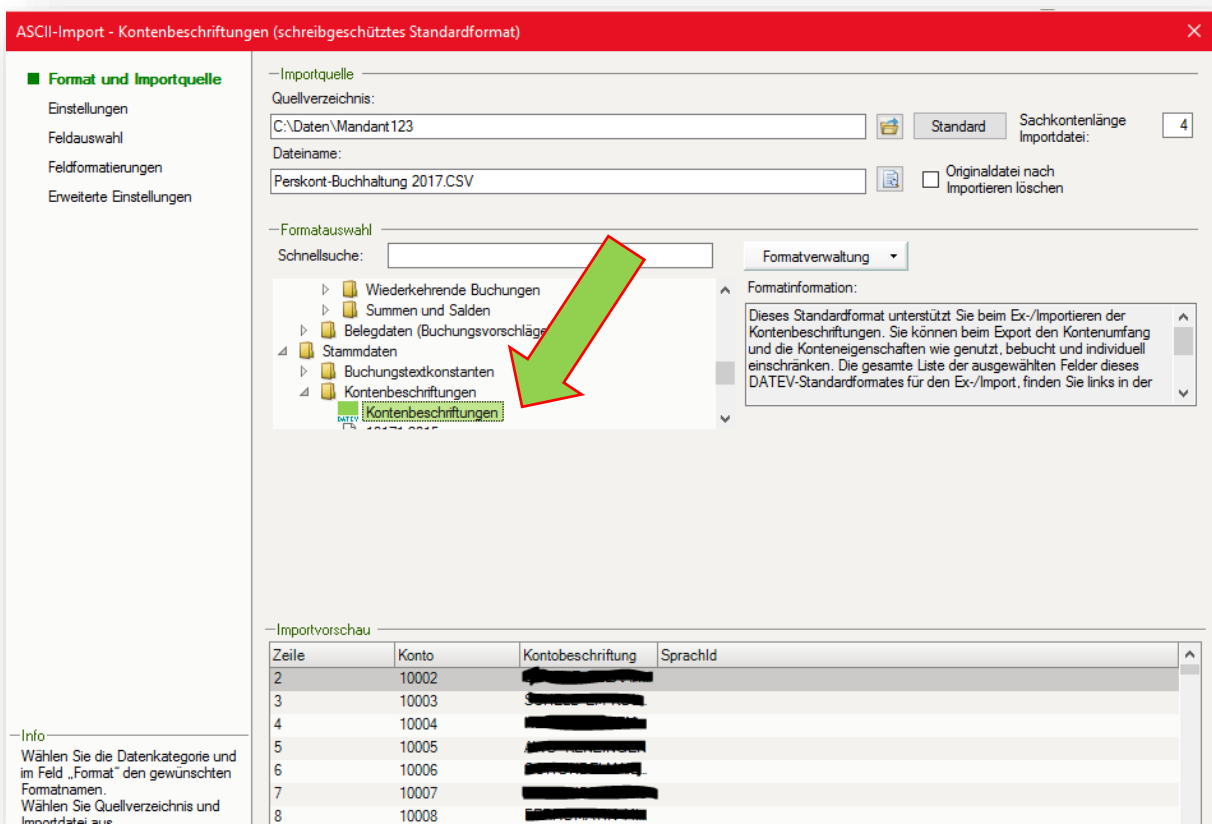 ASCII-Import - Kontenbeschriftungen (schreibgeschütztes Standardformat)
Format und Importquelle
Einstellungen
Feldauswahl
Feldformatierungen
Erweiterte Einstellungen
Importquelle
Quellverzeichnis:
C:\Daten\Mandant123
Standard
Sachkontenlänge
Importdatei:
4
Dateiname:
Perskont-Buchhaltung 2017.CSV
Originaldatei nach
Importieren löschen
Formatauswahl
Schnellsuche:
Formatverwaltung
Wiederkehrende Buchungen
Summen und Salden
Belegdaten (Buchungsvorschläge
Stammdaten
Buchungstextkonstanten
Kontenbeschriftungen
DATEV Kontenbeschriftungen
Formatinformation:
Dieses Standardformat unterstützt Sie beim Ex-/Importieren der
Kontenbeschriftungen. Sie können beim Export den Kontenumfang
und die Konteneigenschaften wie genutzt, bebucht und individuell
einschränken. Die gesamte Liste der ausgewählten Felder dieses
DATEV-Standardformates für den Ex-/Import, finden Sie links in der
Importvorschau
Zeile Konto Kontobeschriftung SprachId
2 10002
3 10003
4 10004
5 10005
6 10006
7 10007
8 10008
Info
Wählen Sie die Datenkategorie und
im Feld „Format" den gewünschten
Formatnamen.
Wählen Sie Quellverzeichnis und
Importdatei aus.